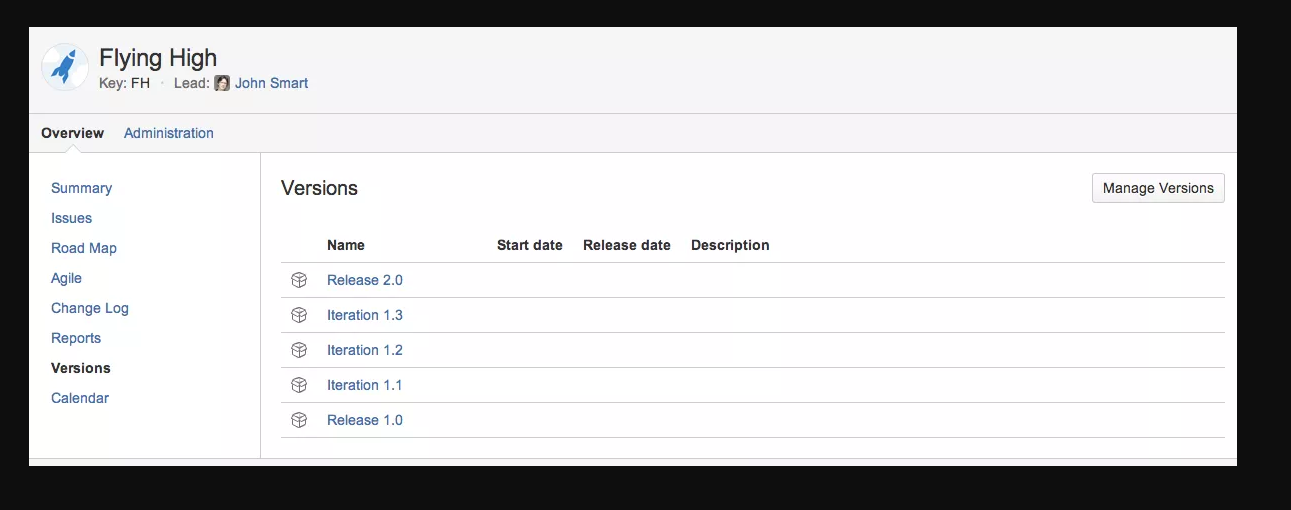 Flying High
Key: FH · Lead: John Smart
Overview Administration
Summary
Issues
Road Map
Agile
Change Log
Reports
Versions
Calendar
Versions
Manage Versions
Name Start date Release date Description
Release 2.0
Iteration 1.3
Iteration 1.2
Iteration 1.1
Release 1.0